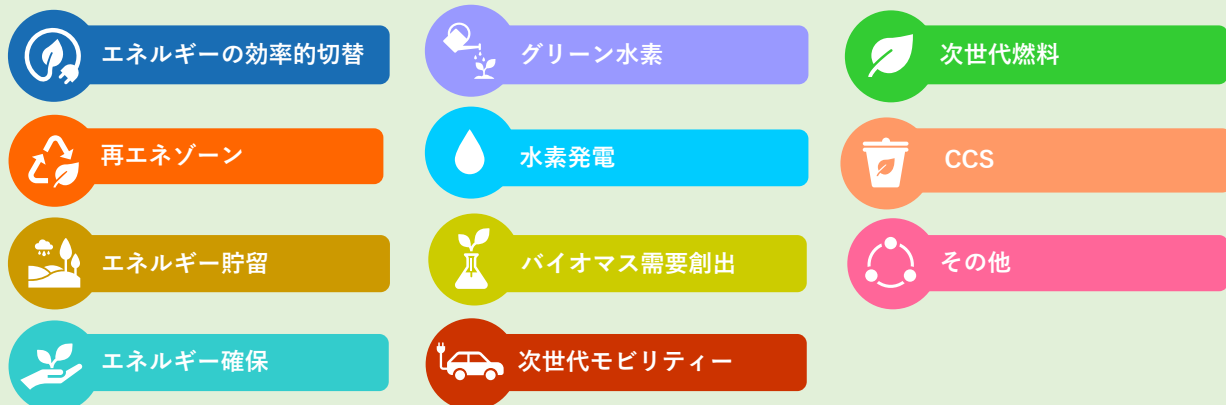 エネルギーの効率的切替
再エネゾーン
エネルギー貯留
エネルギー確保
グリーン水素
水素発電
バイオマス需要創出
次世代モビリティー
次世代燃料
CCS
その他